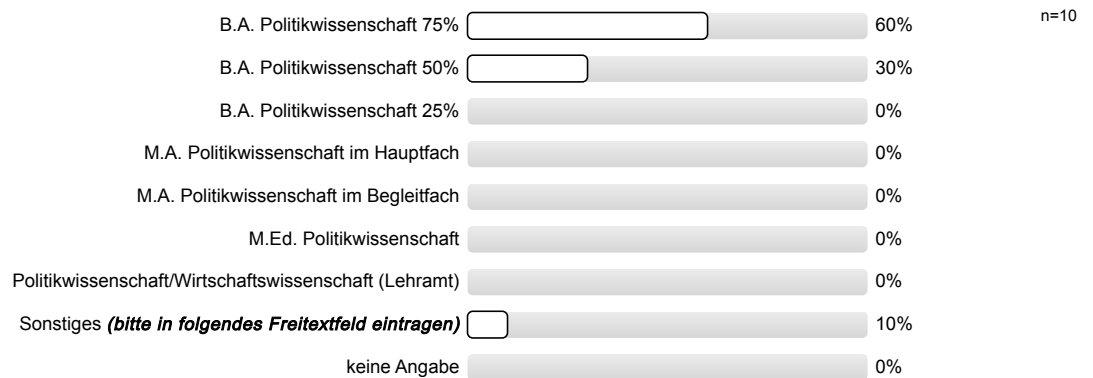 B.A. Politikwissenschaft 75% 60% n=10
B.A. Politikwissenschaft 50% 30%
B.A. Politikwissenschaft 25% 0%
M.A. Politikwissenschaft im Hauptfach 0%
M.A. Politikwissenschaft im Begleitfach 0%
M.Ed. Politikwissenschaft 0%
Politikwissenschaft/Wirtschaftswissenschaft (Lehramt) 0%
Sonstiges (bitte in folgendes Freitextfeld eintragen) 10%
keine Angabe 0%